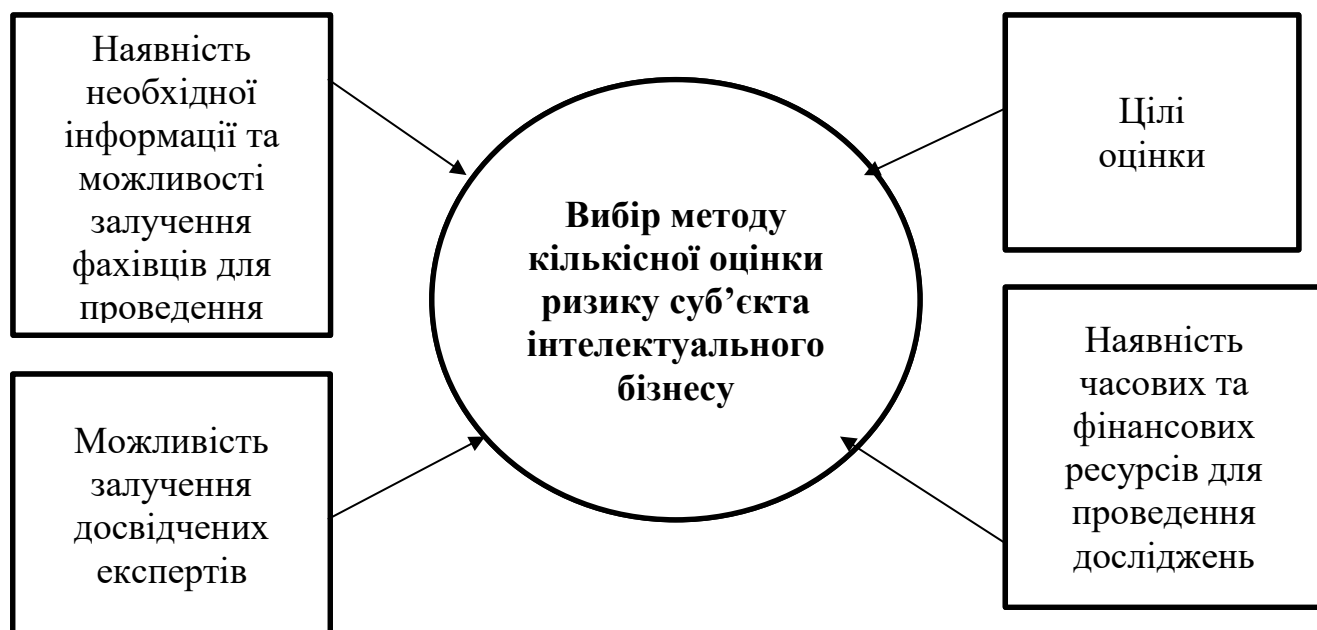 Наявність
необхідної
інформації та
можливості
залучення
фахівців для
проведення
Цілі
оцінки
Вибір методу
кількісної оцінки
ризику суб’єкта
інтелектуального
бізнесу
Можливість
залучення
досвідчених
експертів
Наявність
часових та
фінансових
ресурсів для
проведення
досліджень